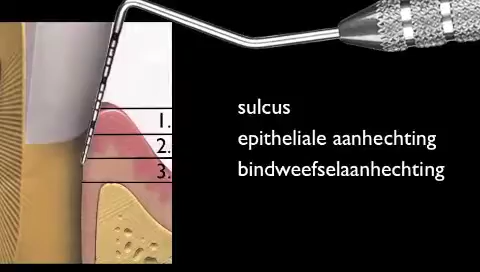 1.
2.
3.
sulcus
epitheliale aanhechting
bindweefselaanhechting